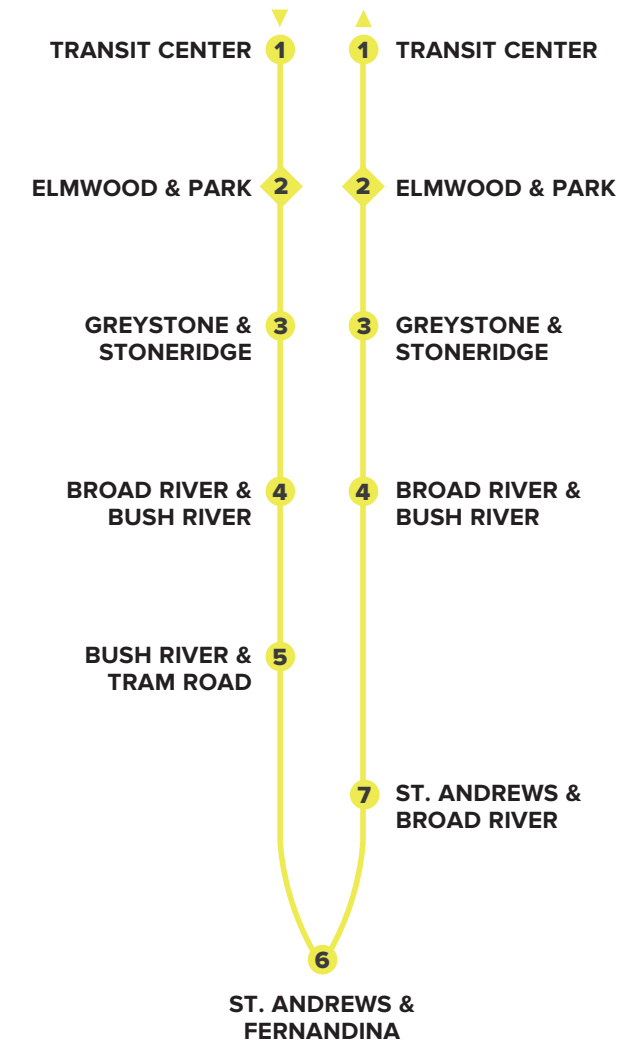 TRANSIT CENTER 1
1 TRANSIT CENTER
ELMWOOD & PARK 2
2 ELMWOOD & PARK
GREYSTONE & 3
STONERIDGE
3 GREYSTONE &
STONERIDGE
BROAD RIVER & 4
BUSH RIVER
4 BROAD RIVER &
BUSH RIVER
BUSH RIVER & 5
TRAM ROAD
7 ST. ANDREWS &
BROAD RIVER
6
ST. ANDREWS &
FERNANDINA